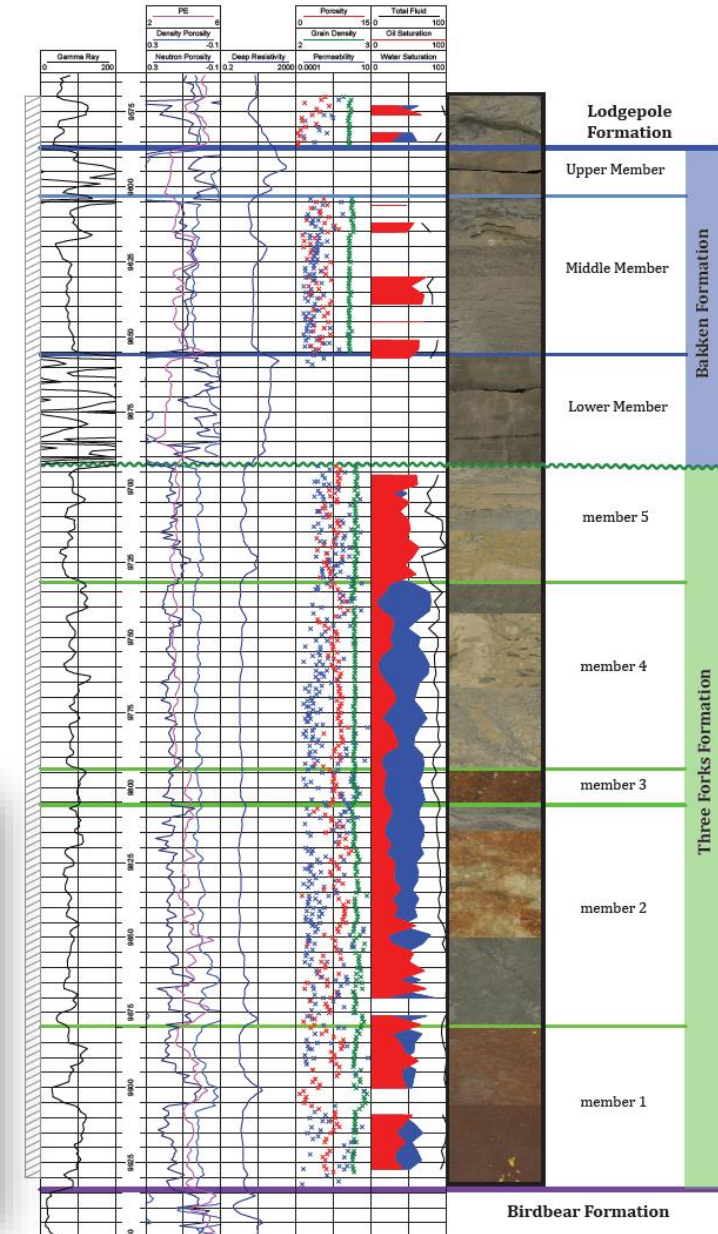 PE
2 6
Density Porosity
0.3 -0.1
Neutron Porosity
0.3 -0.1
Gamma Ray
0 200
Deep Resistivity
0.2 2000
Porosity
0 15
Grain Density
2 3
Permeability
0.0001 10
Total Fluid
0 100
Oil Saturation
0 100
Water Saturation
0 100
9575
9600
9625
9650
9675
9700
9725
9750
9775
9800
9825
9850
9875
9900
9925
Lodgepole
Formation
Upper Member
Middle Member
Lower Member
Bakken Formation
member 5
member 4
member 3
member 2
member 1
Three Forks Formation
Birdbear Formation